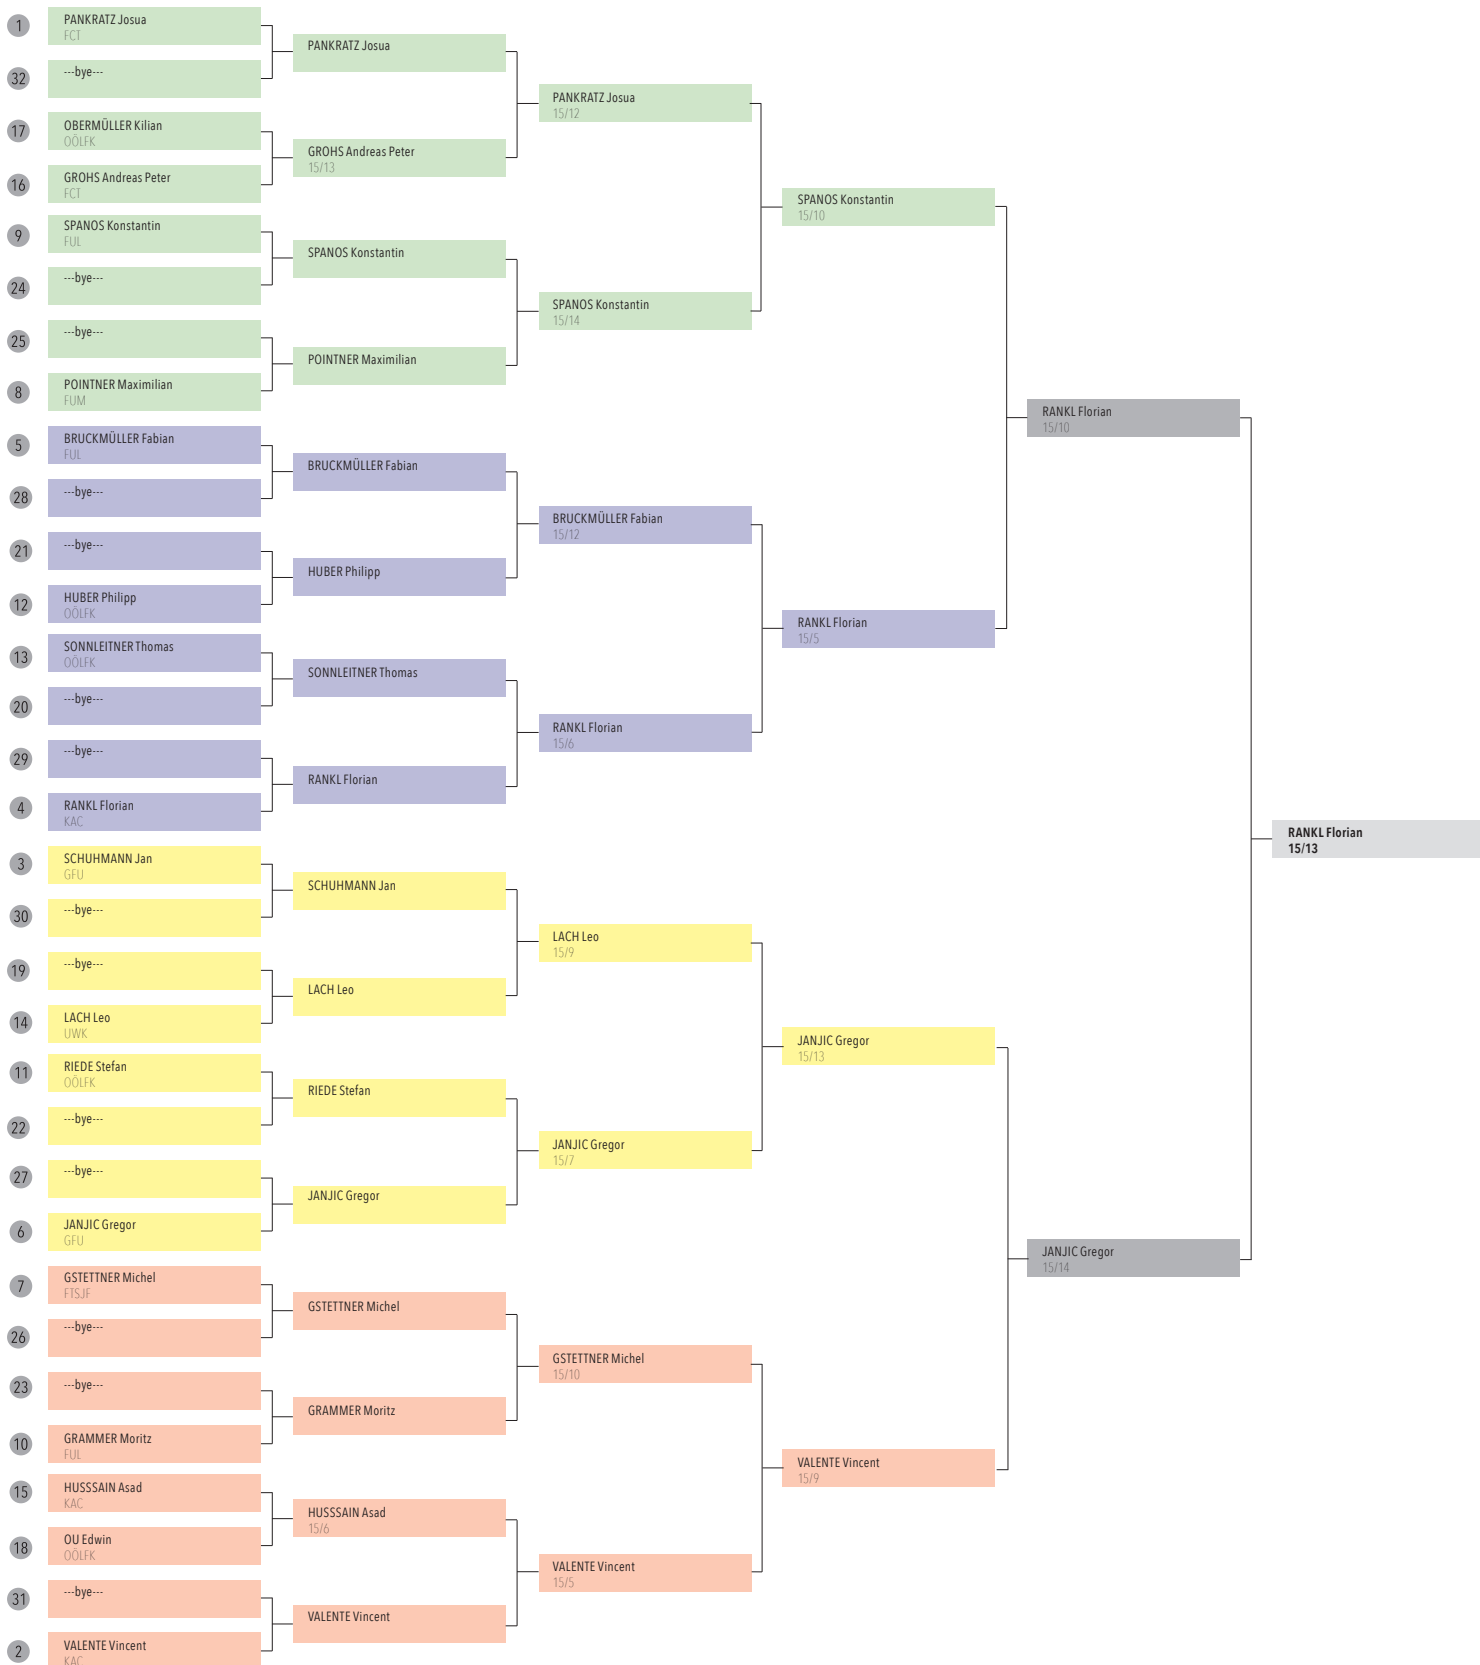 1
PANKRATZ Josua
FCT
32
---bye---
17
OBERMÜLLER Kilian
OÖLFK
16
GROHS Andreas Peter
FCT
9
SPANOS Konstantin
FUL
24
---bye---
25
---bye---
8
POINTNER Maximilian
FUM
5
BRUCKMÜLLER Fabian
FUL
28
---bye---
21
---bye---
12
HUBER Philipp
OÖLFK
13
SONNLEITNER Thomas
OÖLFK
20
---bye---
29
---bye---
4
RANKL Florian
KAC
3
SCHUHMANN Jan
GFU
30
---bye---
19
---bye---
14
LACH Leo
UWK
11
RIEDE Stefan
OÖLFK
22
---bye---
27
---bye---
6
JANJIC Gregor
GFU
7
GSTETTNER Michel
FTSJF
26
---bye---
23
---bye---
10
GRAMMER Moritz
FUL
15
HUSSSAIN Asad
KAC
18
OU Edwin
OÖLFK
31
---bye---
2
VALENTE Vincent
KAC
PANKRATZ Josua
GROHS Andreas Peter
15/13
SPANOS Konstantin
POINTNER Maximilian
BRUCKMÜLLER Fabian
HUBER Philipp
SONNLEITNER Thomas
RANKL Florian
SCHUHMANN Jan
LACH Leo
RIEDE Stefan
JANJIC Gregor
GSTETTNER Michel
GRAMMER Moritz
HUSSSAIN Asad
15/6
VALENTE Vincent
PANKRATZ Josua
15/12
SPANOS Konstantin
15/14
BRUCKMÜLLER Fabian
15/12
RANKL Florian
15/6
LACH Leo
15/9
JANJIC Gregor
15/7
GSTETTNER Michel
15/10
VALENTE Vincent
15/5
SPANOS Konstantin
15/10
RANKL Florian
15/5
JANJIC Gregor
15/13
VALENTE Vincent
15/9
RANKL Florian
15/10
JANJIC Gregor
15/14
RANKL Florian
15/13